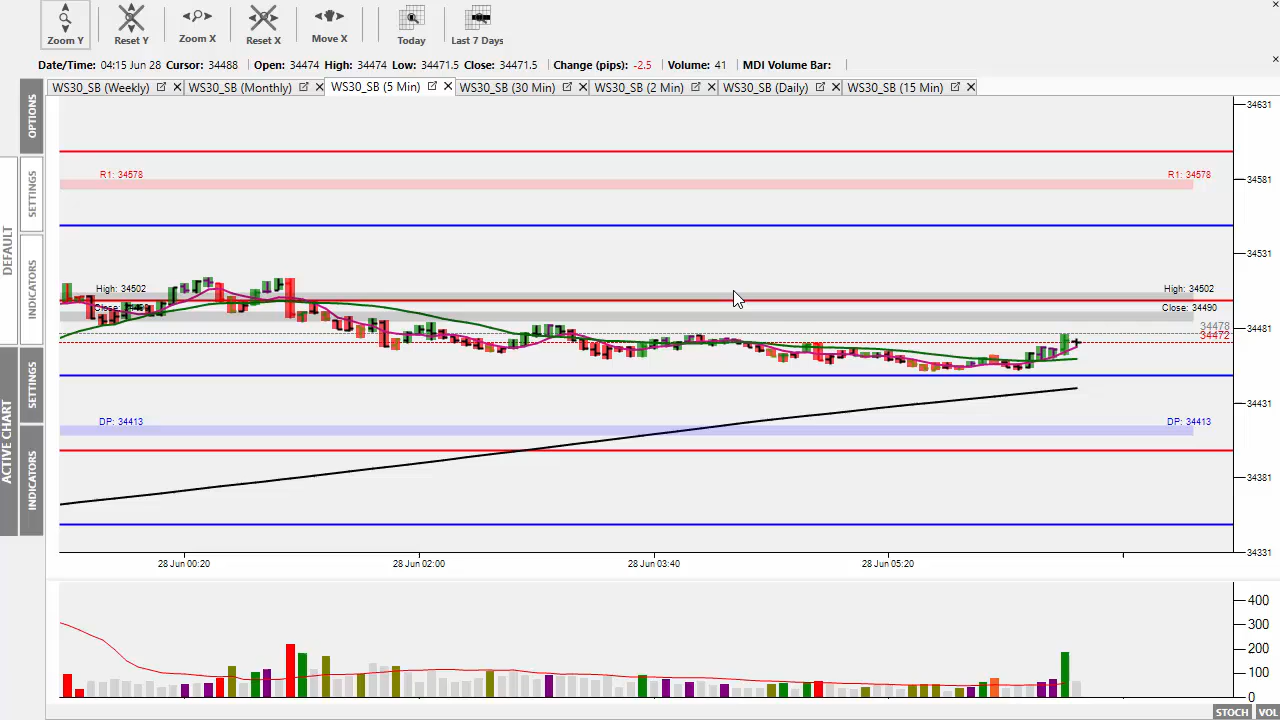 Zoom Y Reset Y Zoom X Reset X Move X Today Last 7 Days
Date/Time: 04:15 Jun 28 Cursor: 34488 Open: 34474 High: 34474 Low: 34471.5 Close: 34471.5 Change (pips): -2.5 Volume: 41 MDI Volume Bar:
WS30_SB (Weekly) WS30_SB (Monthly) WS30_SB (5 Min) WS30_SB (30 Min) WS30_SB (2 Min) WS30_SB (Daily) WS30_SB (15 Min)
OPTIONS
DEFAULT
SETTINGS
INDICATORS
ACTIVE CHART
SETTINGS
INDICATORS
34631
R1: 34578 R1: 34578
34581
34531
High: 34502 High: 34502
Close: Close: 34490
34478
34481
34472
34431
DP: 34413 DP: 34413
34381
34331
28 Jun 00:20 28 Jun 02:00 28 Jun 03:40 28 Jun 05:20
400
300
200
100
0
STOCH VOL